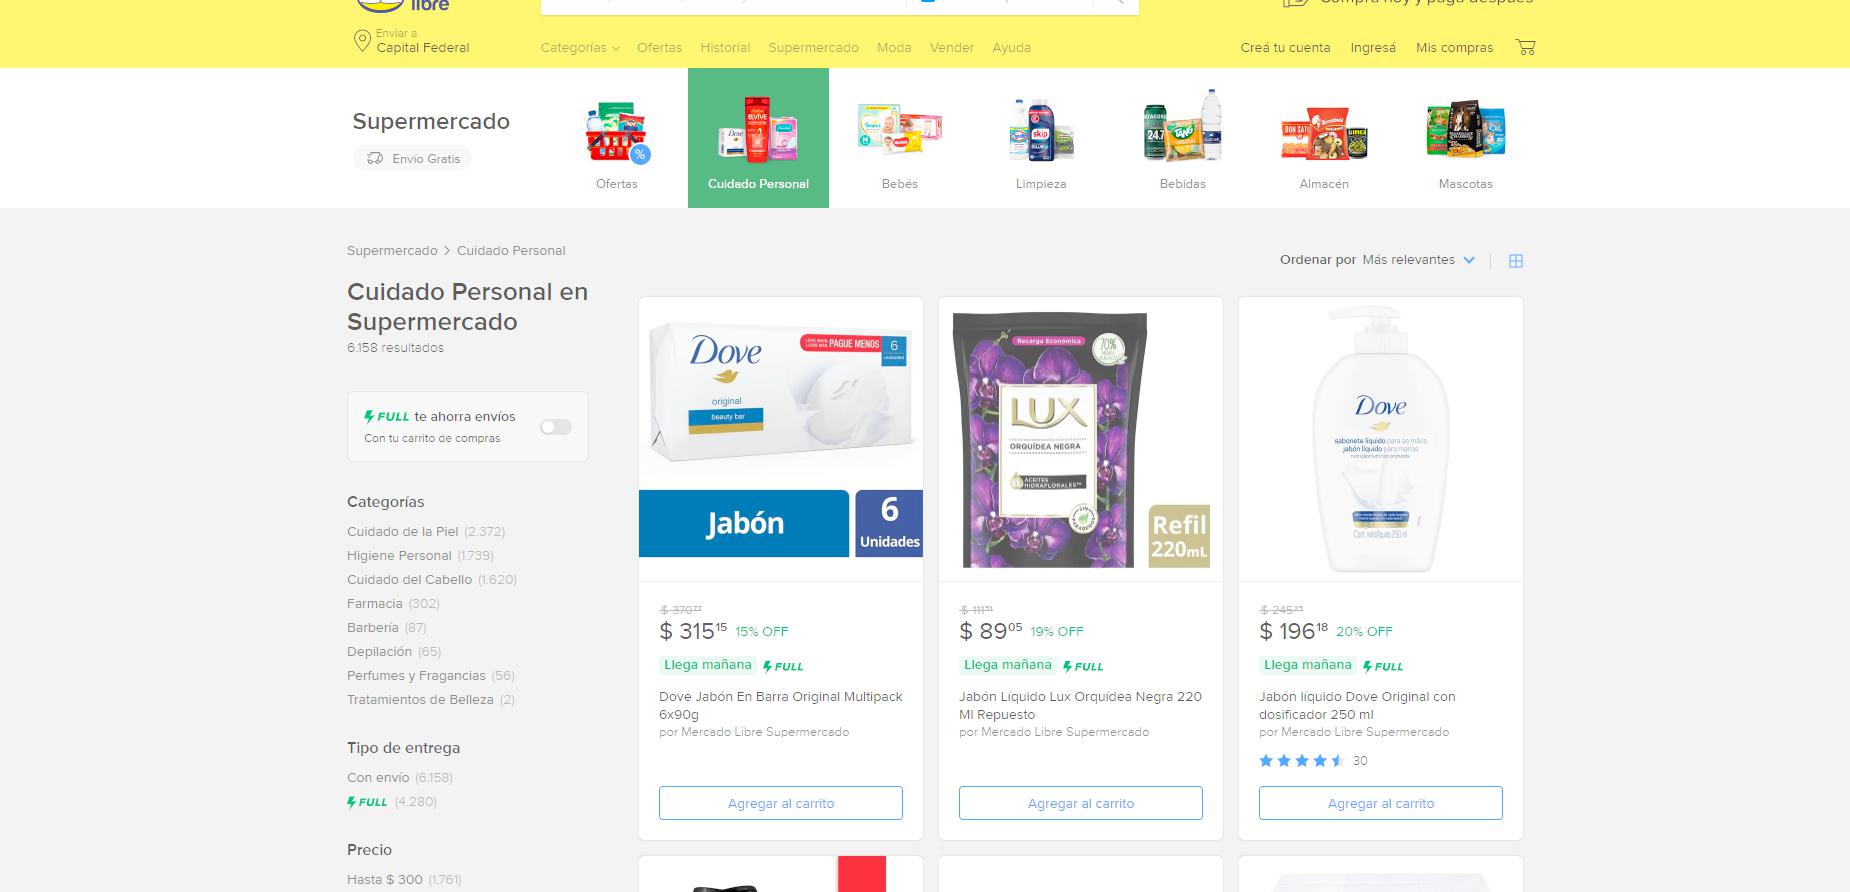 libre
Compra hoy y paga después
Enviar a
Capital Federal
Categorías
Ofertas
Historial
Supermercado
Moda
Vender
Ayuda
Creá tu cuenta
Ingresá
Mis compras
Supermercado
Envío Gratis
%
Ofertas
Cuidado Personal
Bebés
Limpieza
Bebidas
Almacén
Mascotas
Supermercado > Cuidado Personal
Ordenar por Más relevantes
Cuidado Personal en
Supermercado
6.158 resultados
FULL te ahorra envíos
Con tu carrito de compras
Categorías
Cuidado de la Piel (2.372)
Higiene Personal (1.739)
Cuidado del Cabello (1.620)
Farmacia (302)
Barbería (87)
Depilación (65)
Perfumes y Fragancias (56)
Tratamientos de Belleza (2)
Tipo de entrega
Con envío (6.158)
FULL (4.280)
Precio
Hasta $ 300 (1.761)
Dove
PAGUE MENOS
6
UNIDADES
original
beauty bar
Jabón
6
Unidades
$ 370 77
$ 315 15 15% OFF
Llega mañana FULL
Dove Jabón En Barra Original Multipack
6x90g
por Mercado Libre Supermercado
Agregar al carrito
Recarga Económica
70%
LUX
ORQUÍDEA NEGRA
ACEITES
HIDRAFLORALES
Refil
220mL
$ 111 31
$ 89 05 19% OFF
Llega mañana FULL
Jabón Líquido Lux Orquídea Negra 220
Ml Repuesto
por Mercado Libre Supermercado
Agregar al carrito
Dove
sabonete líquido para as mãos
jabón líquido para manos
$ 245 23
$ 196 18 20% OFF
Llega mañana FULL
Jabón líquido Dove Original con
dosificador 250 ml
por Mercado Libre Supermercado
30
Agregar al carrito